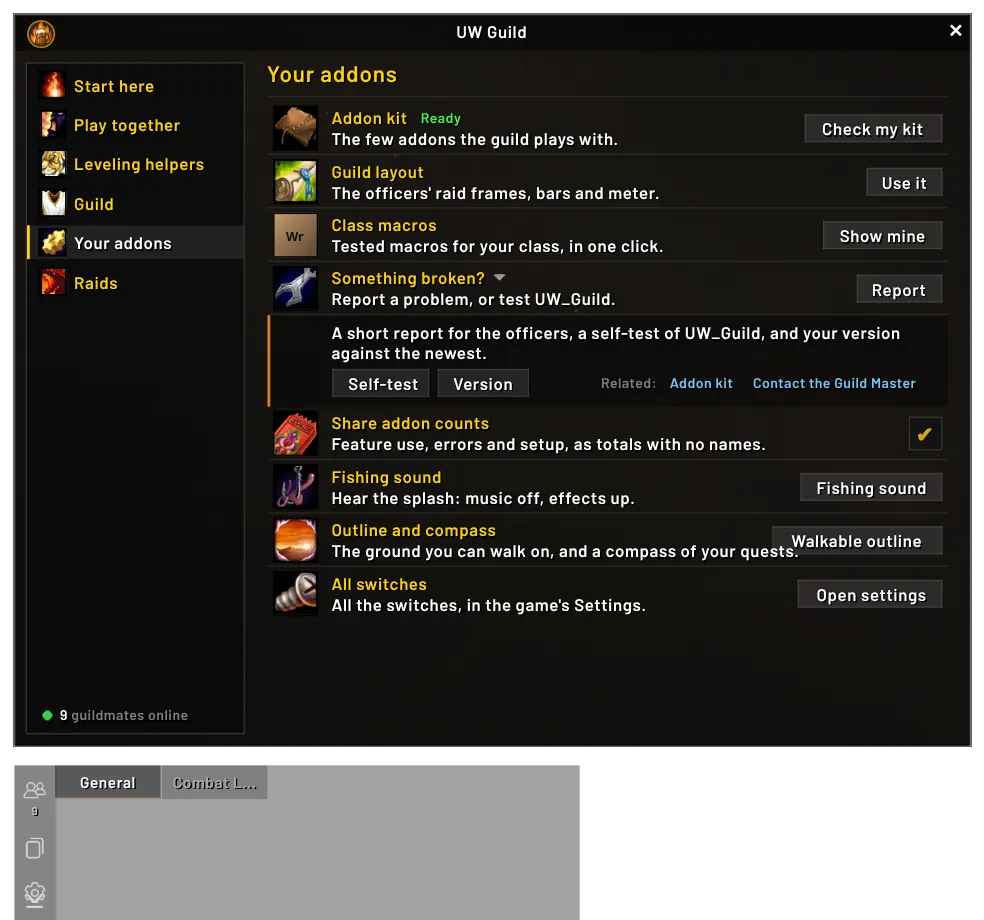 UW Guild
Start here
Play together
Leveling helpers
Guild
Your addons
Raids
9 guildmates online
Your addons
Addon kit Ready
The few addons the guild plays with.
Check my kit
Guild layout
The officers' raid frames, bars and meter.
Use it
Wr
Class macros
Tested macros for your class, in one click.
Show mine
Something broken?
Report a problem, or test UW_Guild.
Report
A short report for the officers, a self-test of UW_Guild, and your version
against the newest.
Self-test
Version
Related: Addon kit Contact the Guild Master
Share addon counts
Feature use, errors and setup, as totals with no names.
Fishing sound
Hear the splash: music off, effects up.
Fishing sound
Outline and compass
The ground you can walk on, and a compass of your quests.
Walkable outline
All switches
All the switches, in the game's Settings.
Open settings
General
Combat L...
9